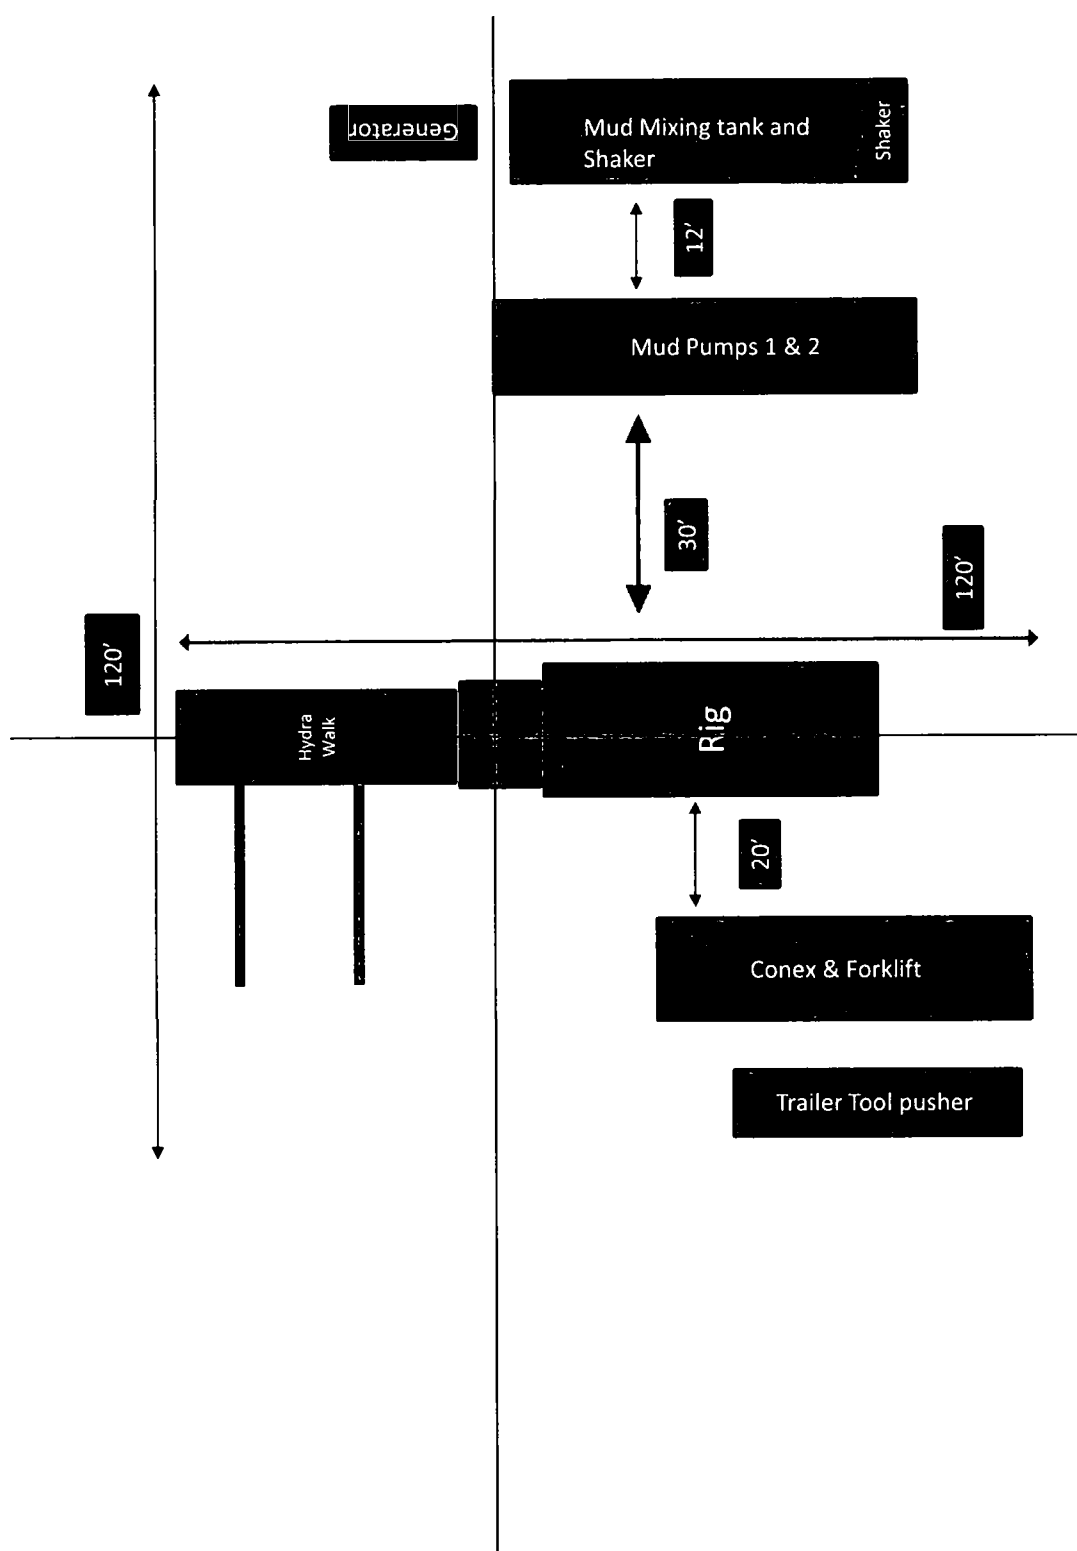 Generator
Mud Mixing tank and
Shaker
Shaker
12'
Mud Pumps 1 & 2
30'
120'
120'
Hydra
Walk
Rig
20'
Conex & Forklift
Trailer Tool pusher